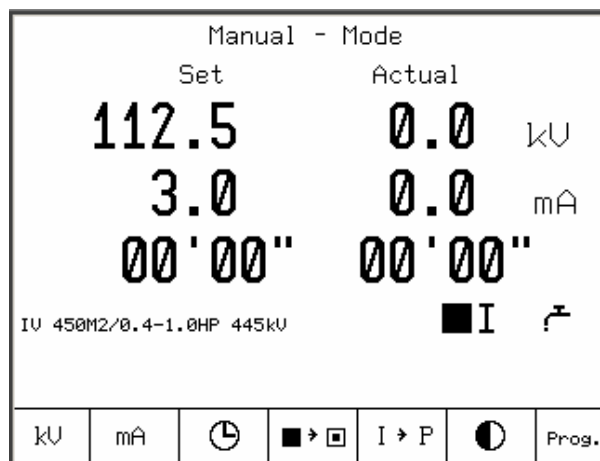 Manual - Mode
Set Actual
112.5 0.0 kV
3.0 0.0 mA
00'00" 00'00"
I
IV 450M2/0.4-1.0HP 445kV
kV mA I → P Prog.